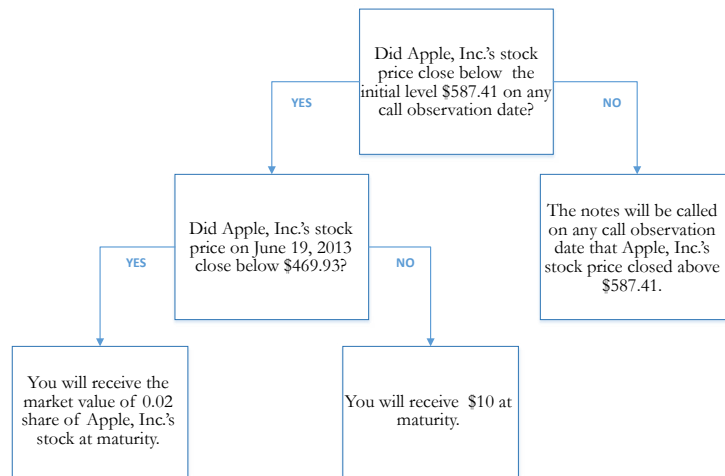 Did Apple, Inc.'s stock
price close below the
initial level $587.41 on any
call observation date?
YES
NO
Did Apple, Inc.'s stock
price on June 19, 2013
close below $469.93?
The notes will be called
on any call observation
date that Apple, Inc.'s
stock price closed above
$587.41.
YES
NO
You will receive the
market value of 0.02
share of Apple, Inc.'s
stock at maturity.
You will receive $10 at
maturity.